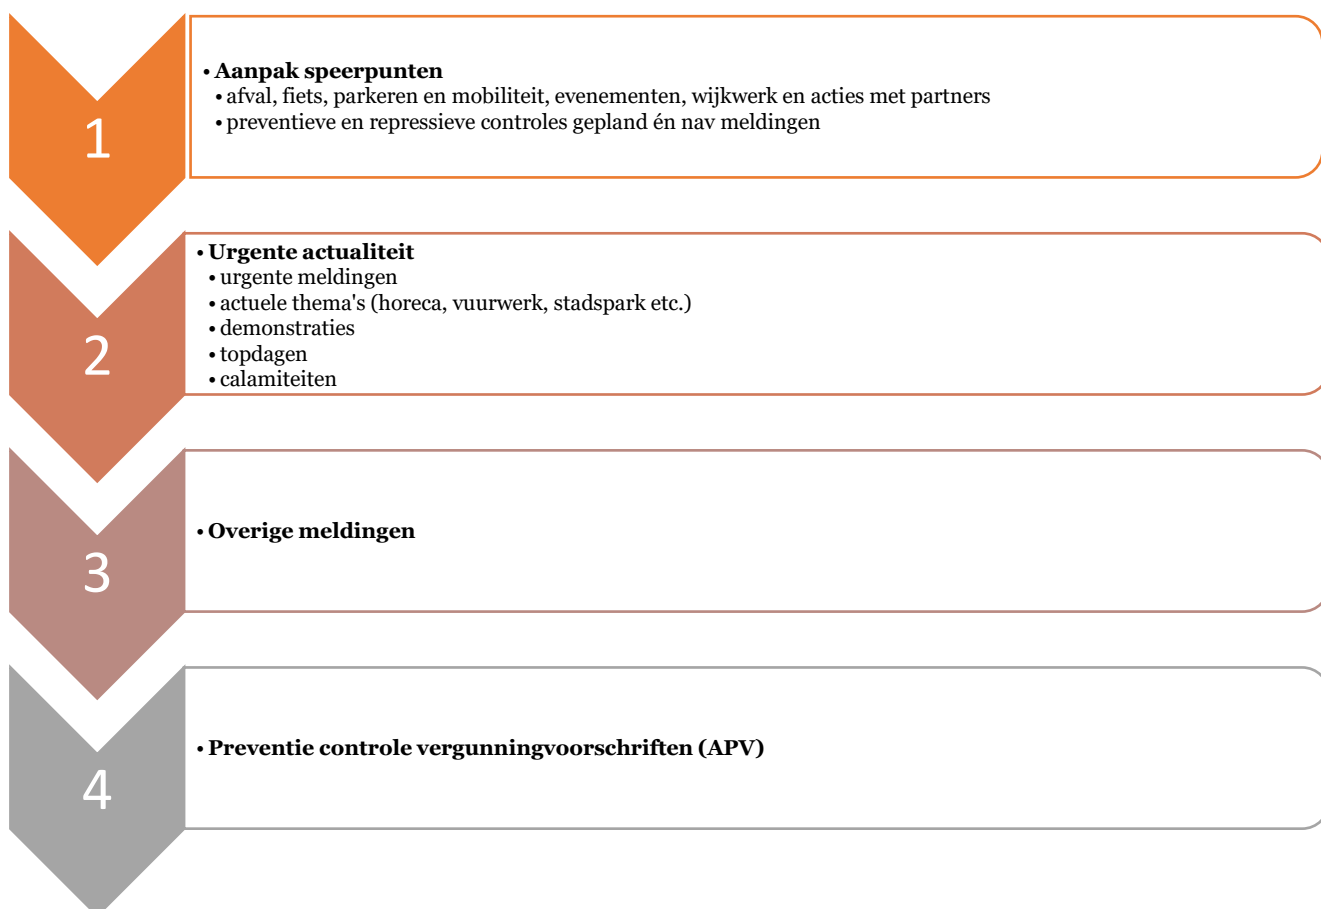 1
• Aanpak speerpunten
• afval, fiets, parkeren en mobiliteit, evenementen, wijkwerk en acties met partners
• preventieve en repressieve controles gepland én nav meldingen
2
• Urgente actualiteit
• urgente meldingen
• actuele thema's (horeca, vuurwerk, stadspark etc.)
• demonstraties
• topdagen
• calamiteiten
3
• Overige meldingen
4
• Preventie controle vergunningvoorschriften (APV)